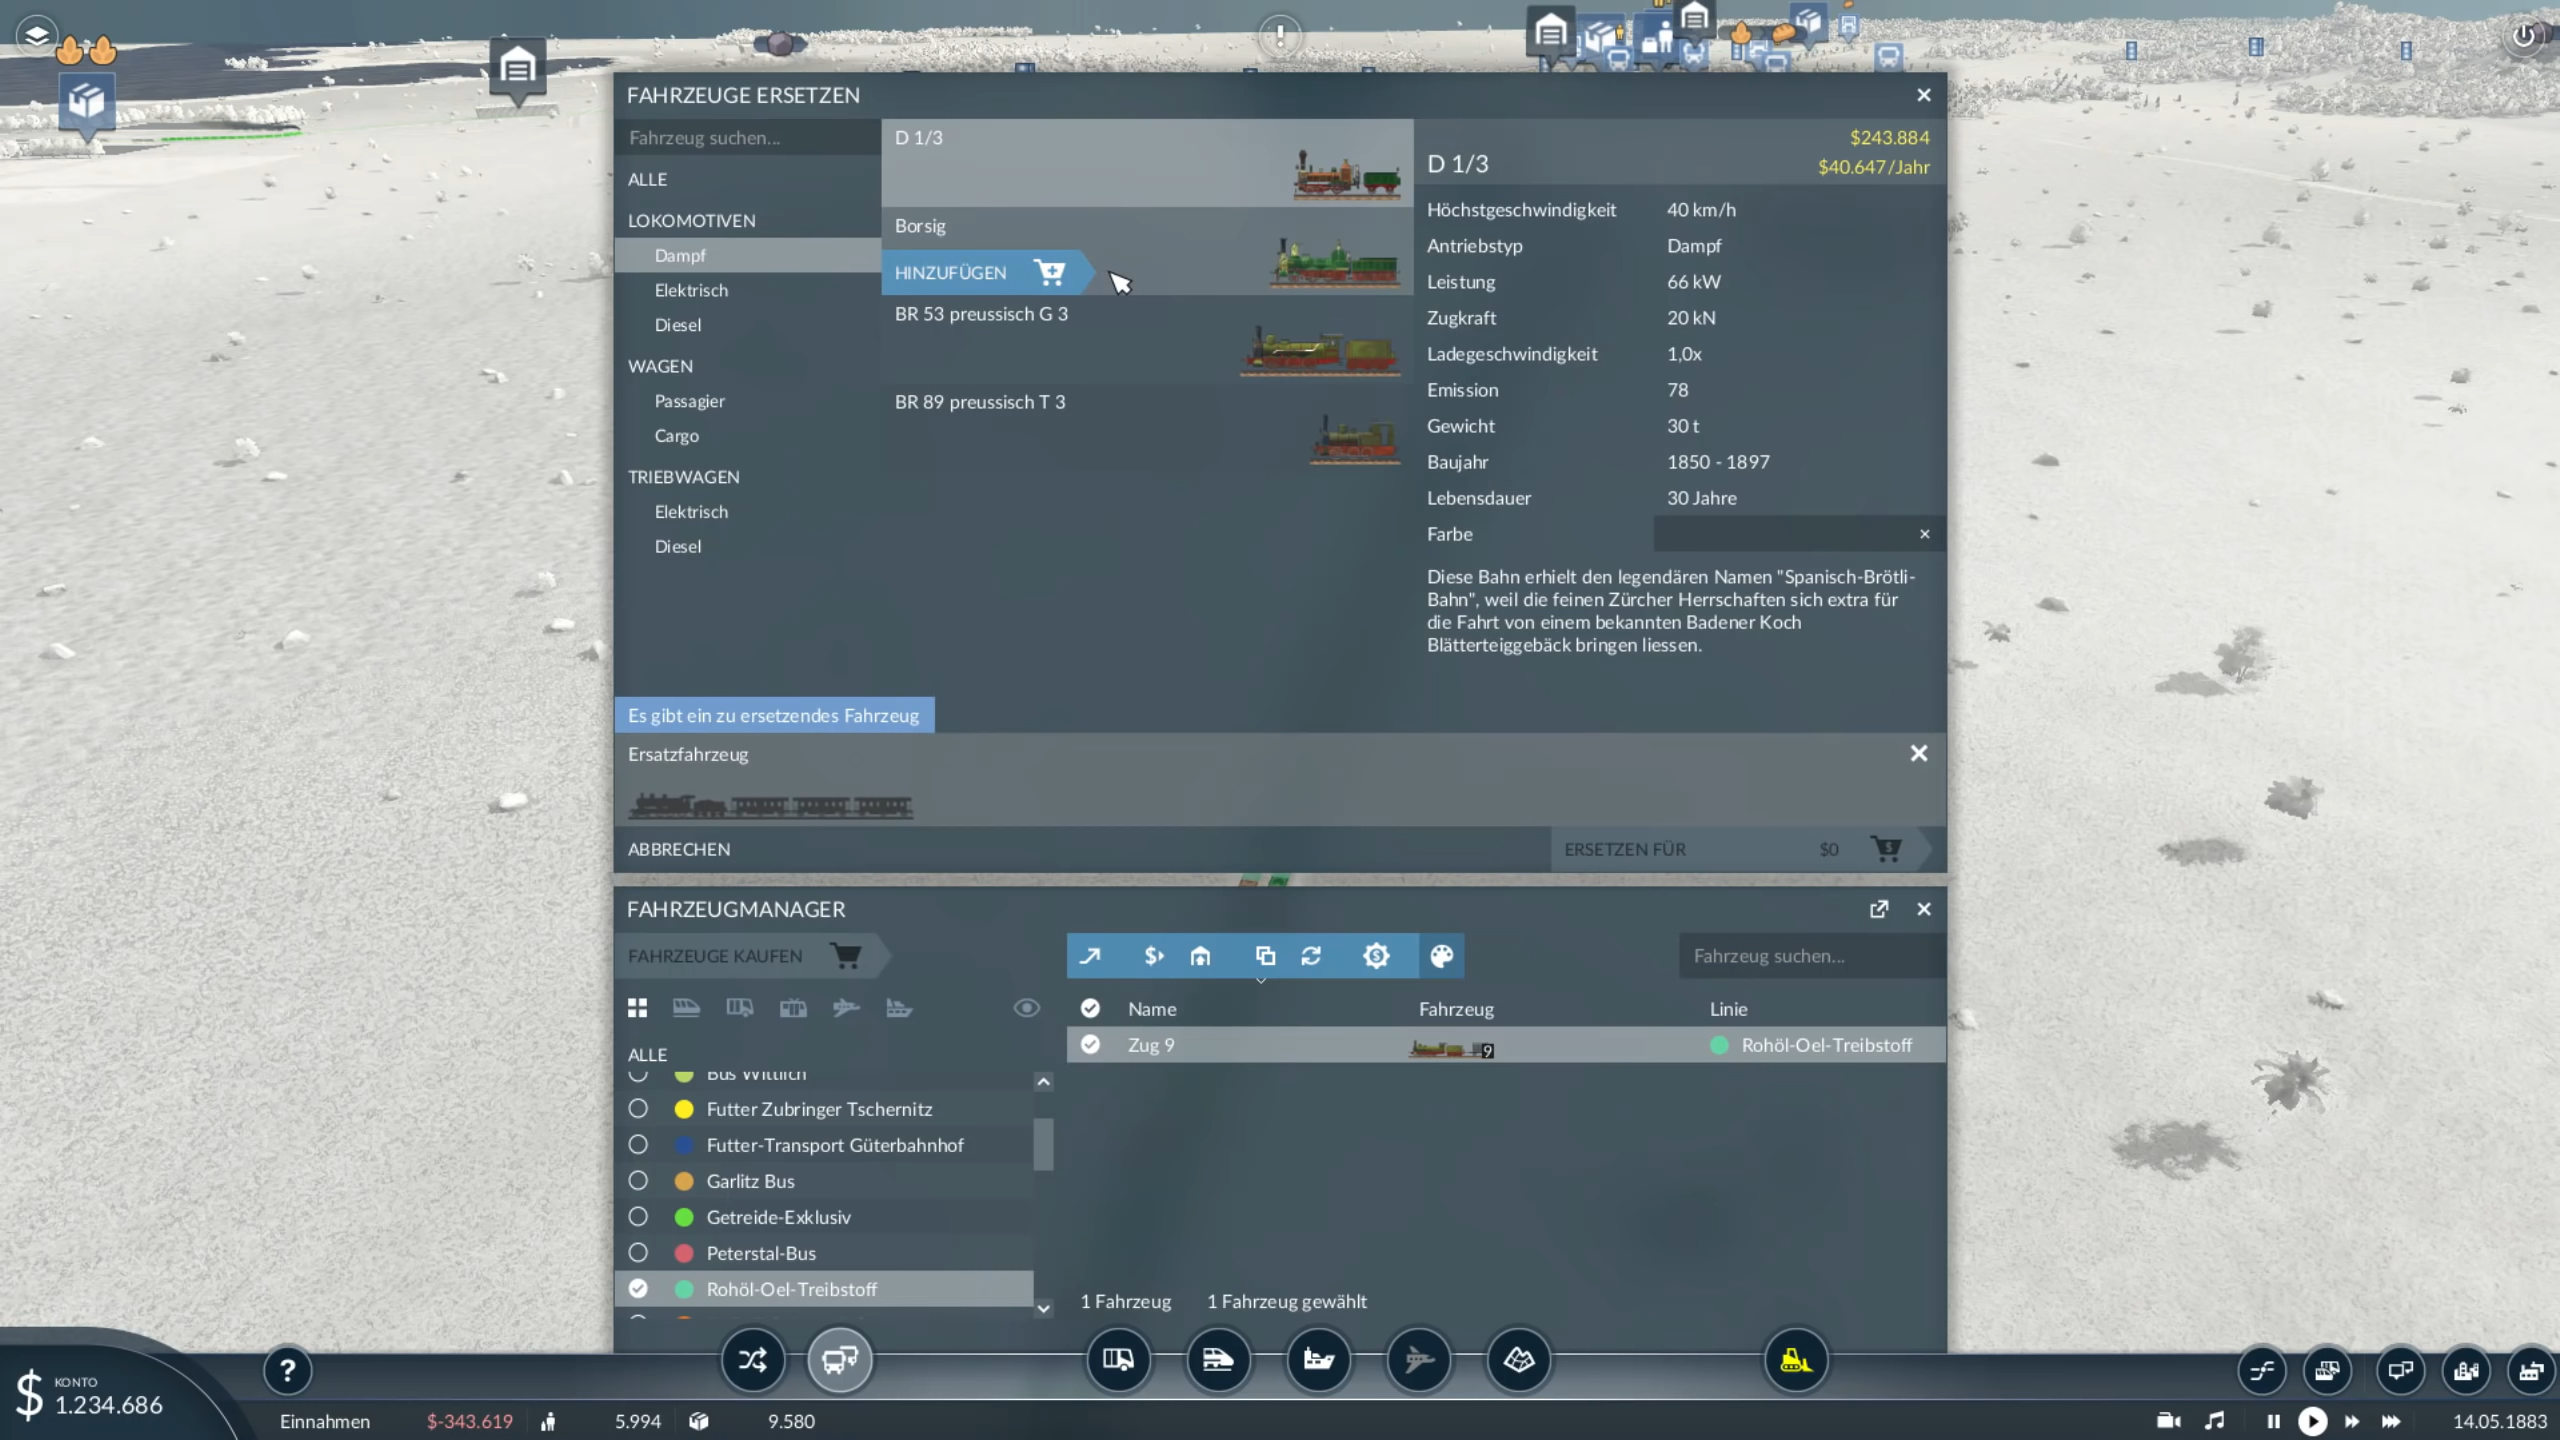 FAHRZEUGE ERSETZEN
Fahrzeug suchen...
ALLE
LOKOMOTIVEN
Dampf
Elektrisch
Diesel
WAGEN
Passagier
Cargo
TRIEBWAGEN
Elektrisch
Diesel
D 1/3
Borsig
HINZUFÜGEN
BR 53 preussisch G 3
BR 89 preussisch T 3
D 1/3
$243.884
$40.647/Jahr
Höchstgeschwindigkeit 40 km/h
Antriebstyp Dampf
Leistung 66 kW
Zugkraft 20 kN
Ladegeschwindigkeit 1,0x
Emission 78
Gewicht 30 t
Baujahr 1850 - 1897
Lebensdauer 30 Jahre
Farbe
Diese Bahn erhielt den legendären Namen "Spanisch-Brötli-
Bahn", weil die feinen Zürcher Herrschaften sich extra für
die Fahrt von einem bekannten Badener Koch
Blätterteiggebäck bringen liessen.
Es gibt ein zu ersetzendes Fahrzeug
Ersatzfahrzeug
ABBRECHEN
ERSETZEN FÜR $0
FAHRZEUGMANAGER
FAHRZEUGE KAUFEN
Fahrzeug suchen...
ALLE
Bus Wittlich
Futter Zubringer Tschernitz
Futter-Transport Güterbahnhof
Garlitz Bus
Getreide-Exklusiv
Peterstal-Bus
Rohöl-Oel-Treibstoff
Name Fahrzeug Linie
Zug 9 9 Rohöl-Oel-Treibstoff
1 Fahrzeug 1 Fahrzeug gewählt
KONTO
$ 1.234.686
?
Einnahmen $-343.619 5.994 9.580
14.05.1883